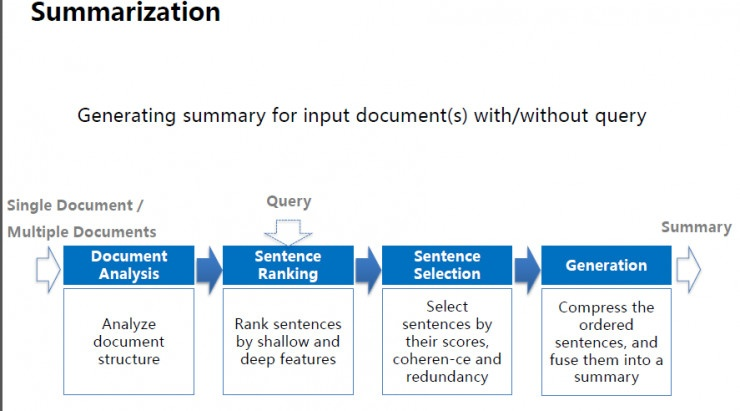 Summarization
Generating summary for input document(s) with/without query
Single Document /
Multiple Documents
Query
Summary
Document
Analysis
Sentence
Ranking
Sentence
Selection
Generation
Analyze
document
structure
Rank sentences
by shallow and
deep features
Select
sentences by
their scores,
coheren-ce and
redundancy
Compress the
ordered
sentences, and
fuse them into a
summary